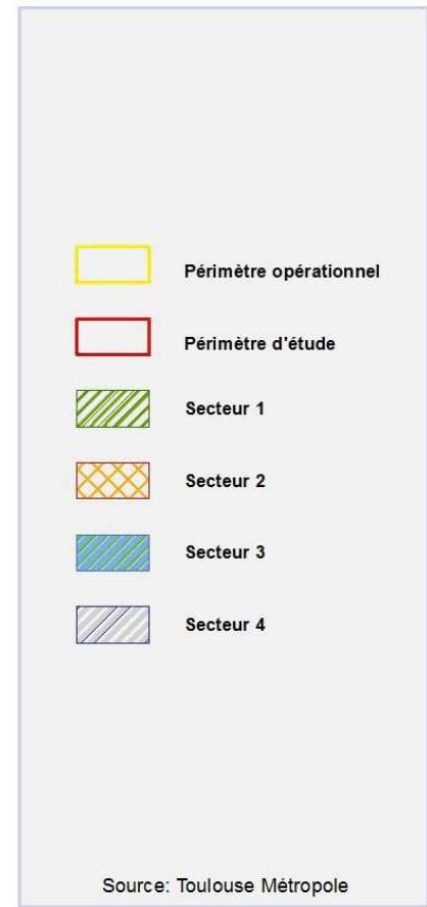 Périmètre opérationnel
Périmètre d'étude
Secteur 1
Secteur 2
Secteur 3
Secteur 4
Source: Toulouse Métropole